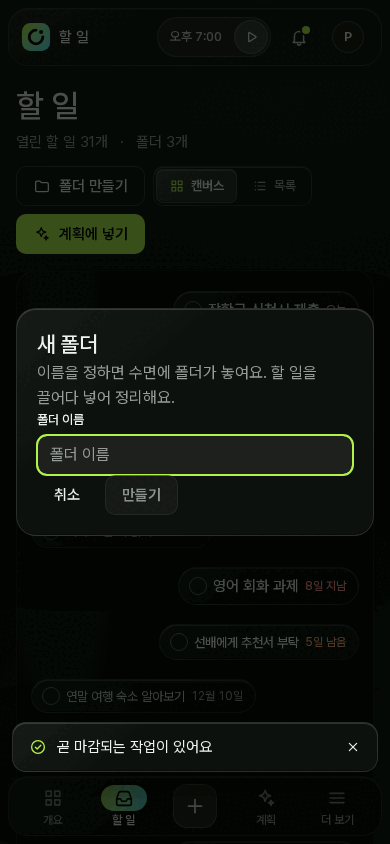 할 일
오후 7:00
P
할 일
열린 할 일 31개 · 폴더 3개
폴더 만들기
캔버스
목록
계획에 넣기
새 폴더
이름을 정하면 수면에 폴더가 놓여요. 할 일을
끌어다 넣어 정리해요.
폴더 이름
폴더 이름
취소
만들기
영어 회화 과제 8일 지남
선배에게 추천서 부탁 5일 남음
연말 여행 숙소 알아보기 12월 10일
곧 마감되는 작업이 있어요
개요
할 일
계획
더 보기